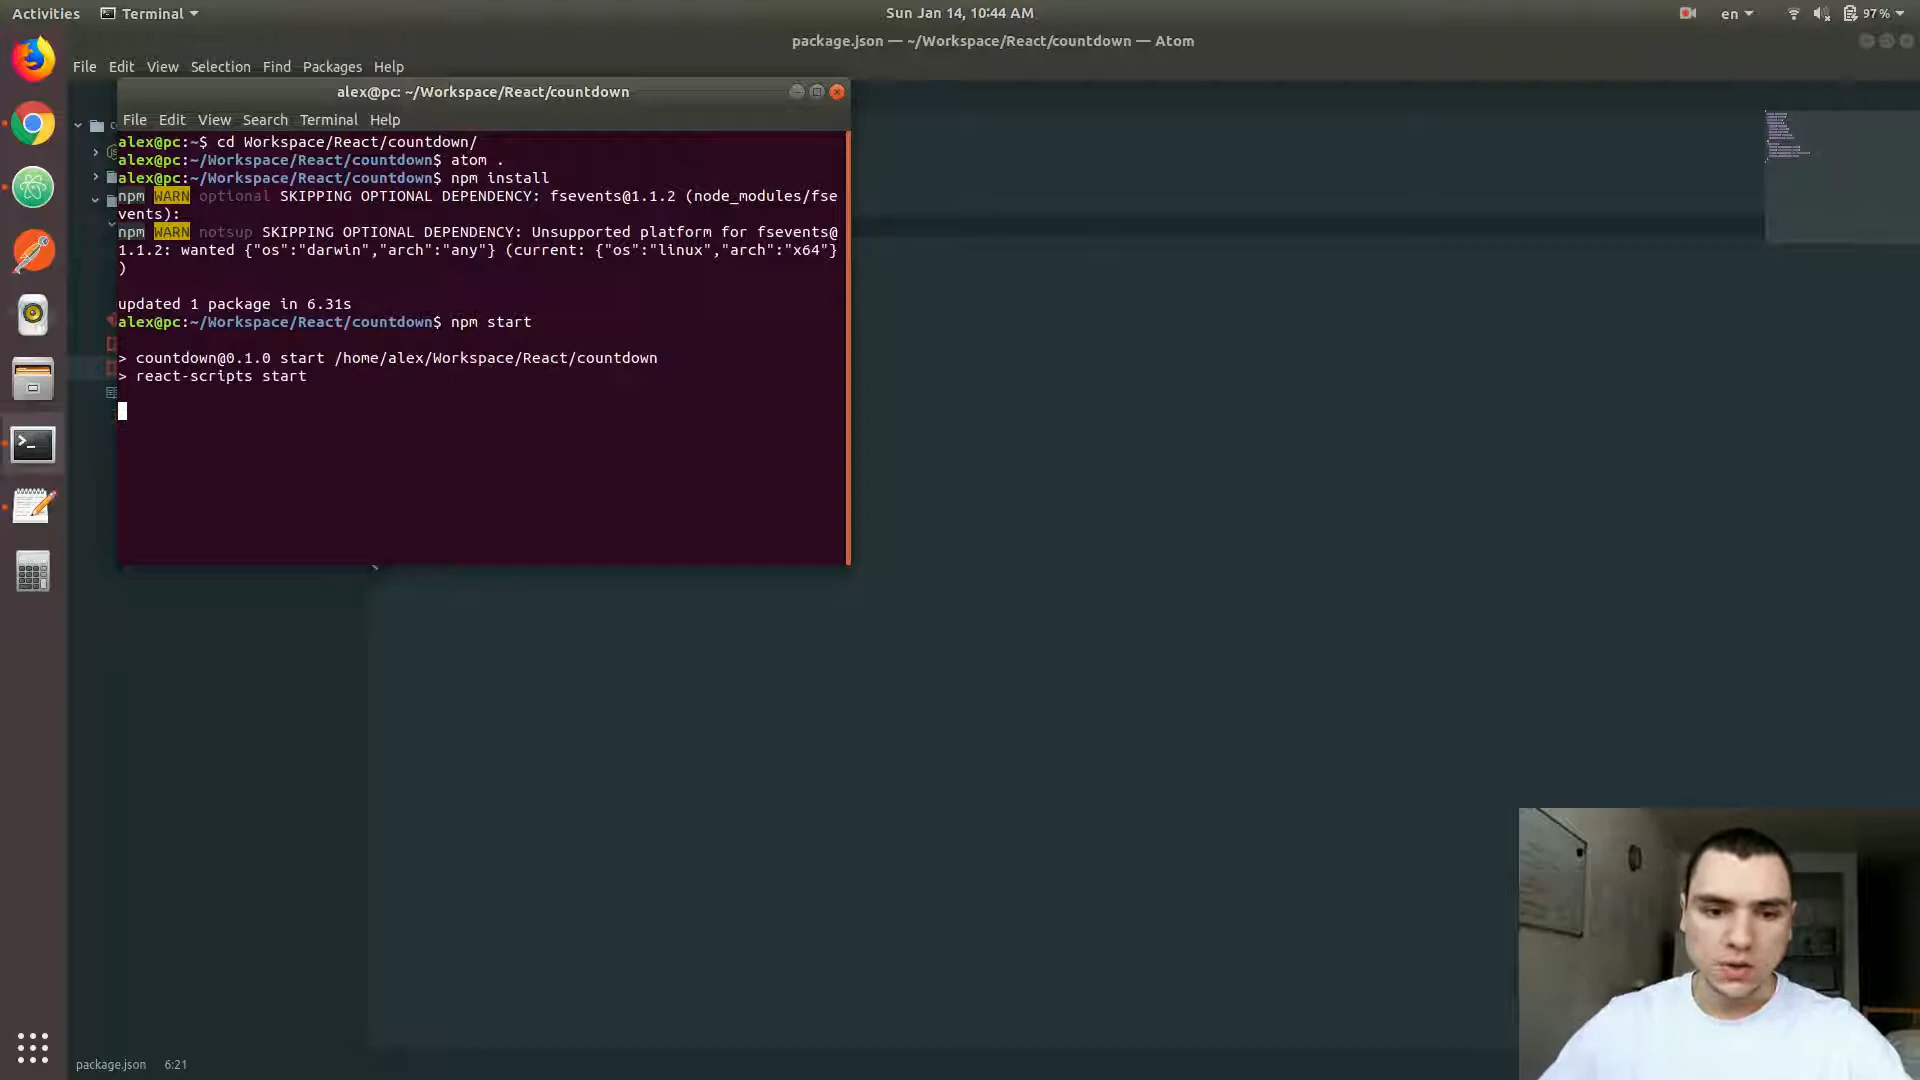 Activities
Terminal
Sun Jan 14, 10:44 AM
en
97 %
package.json — ~/Workspace/React/countdown — Atom
File Edit View Selection Find Packages Help
alex@pc: ~/Workspace/React/countdown
File Edit View Search Terminal Help
alex@pc:~$ cd Workspace/React/countdown/
alex@pc:~/Workspace/React/countdown$ atom .
alex@pc:~/Workspace/React/countdown$ npm install
npm WARN optional SKIPPING OPTIONAL DEPENDENCY: fsevents@1.1.2 (node_modules/fse
vents):
npm WARN notsup SKIPPING OPTIONAL DEPENDENCY: Unsupported platform for fsevents@
1.1.2: wanted {"os":"darwin","arch":"any"} (current: {"os":"linux","arch":"x64"}
)
updated 1 package in 6.31s
alex@pc:~/Workspace/React/countdown$ npm start
> countdown@0.1.0 start /home/alex/Workspace/React/countdown
> react-scripts start
package.json 6:21